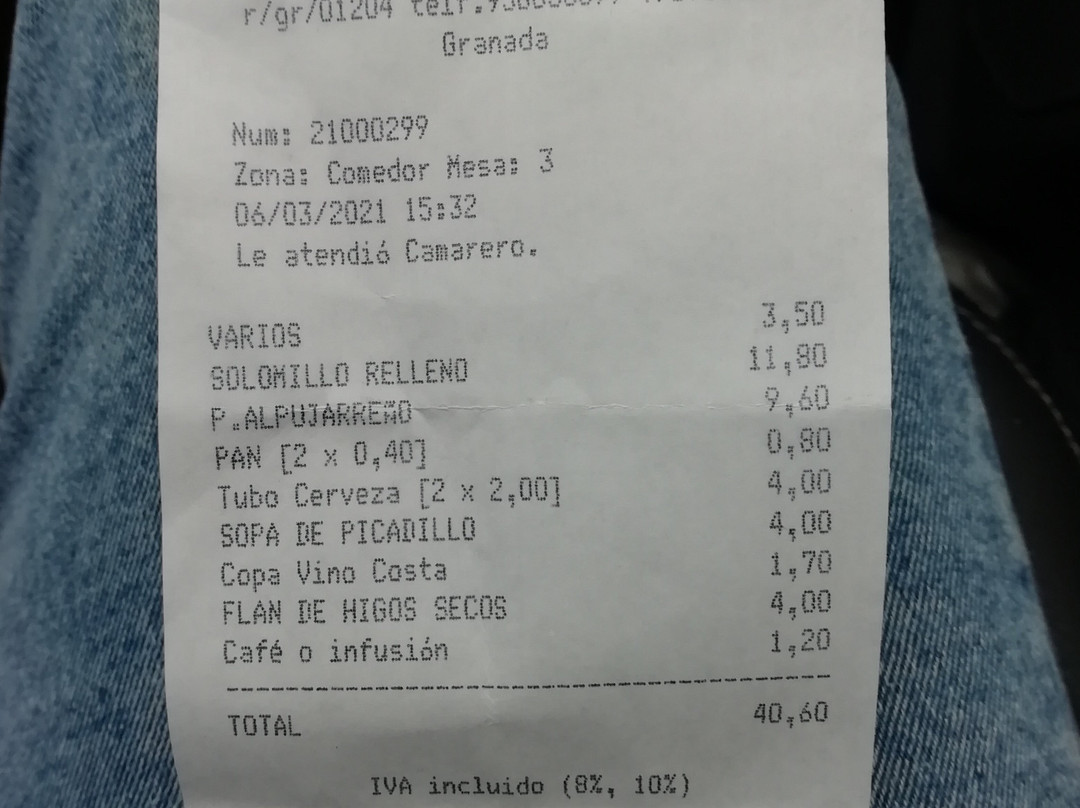 r/gr/01204 telf.
Granada
Num: 21000299
Zona: Comedor Mesa: 3
06/03/2021 15:32
Le atendió Camarero.
VARIOS 3,50
SOLOMILLO RELLENO 11,80
P.ALPUJARREÑO 9,60
PAN [2 x 0,40] 0,80
Tubo Cerveza [2 x 2,00] 4,00
SOPA DE PICADILLO 4,00
Copa Vino Costa 1,70
FLAN DE HIGOS SECOS 4,00
Café o infusión 1,20
TOTAL 40,60
IVA incluido (8%, 10%)